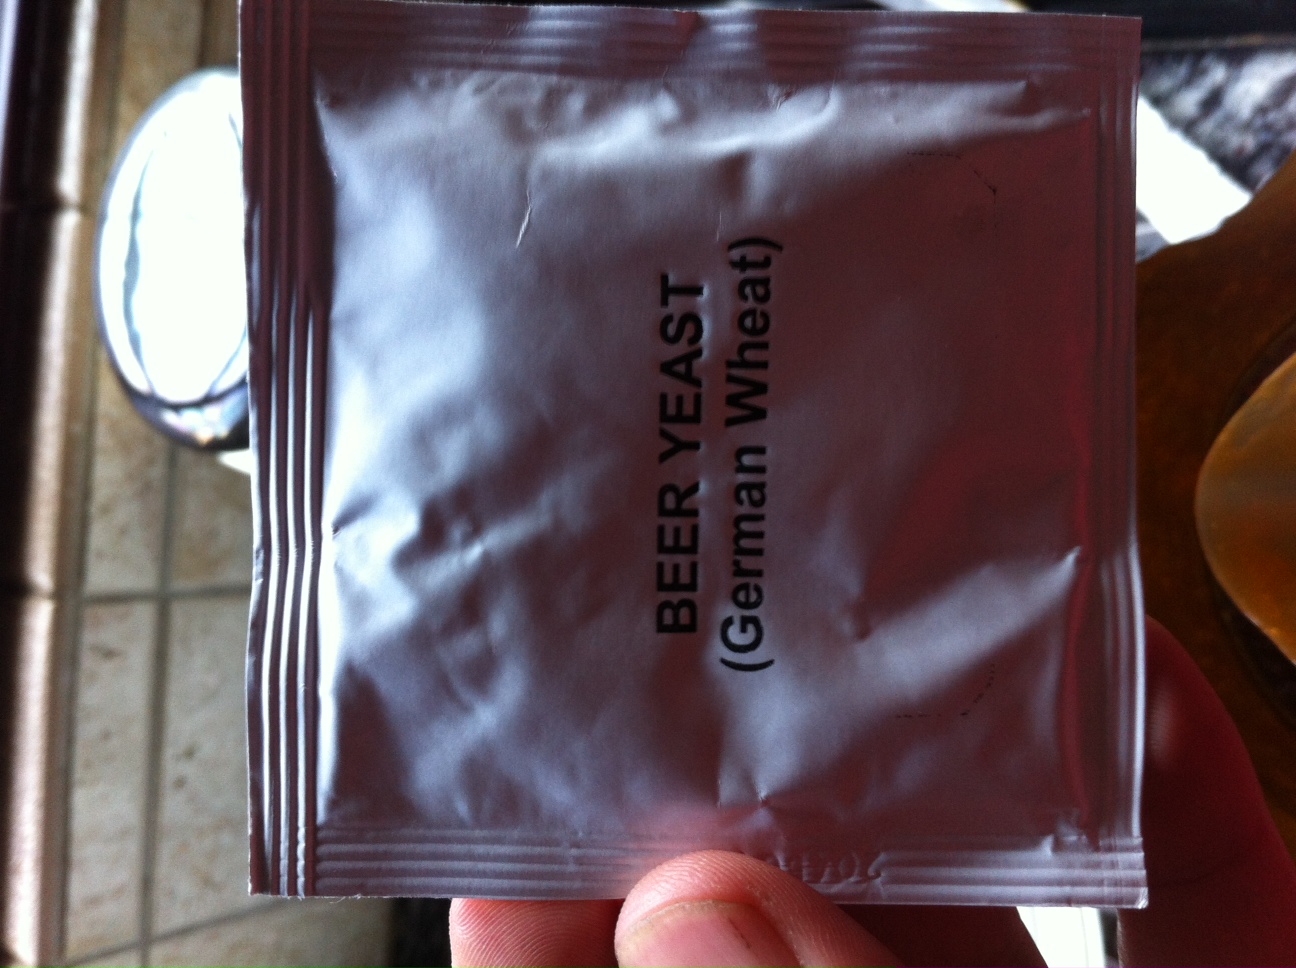 BEER YEAST
(German Wheat)